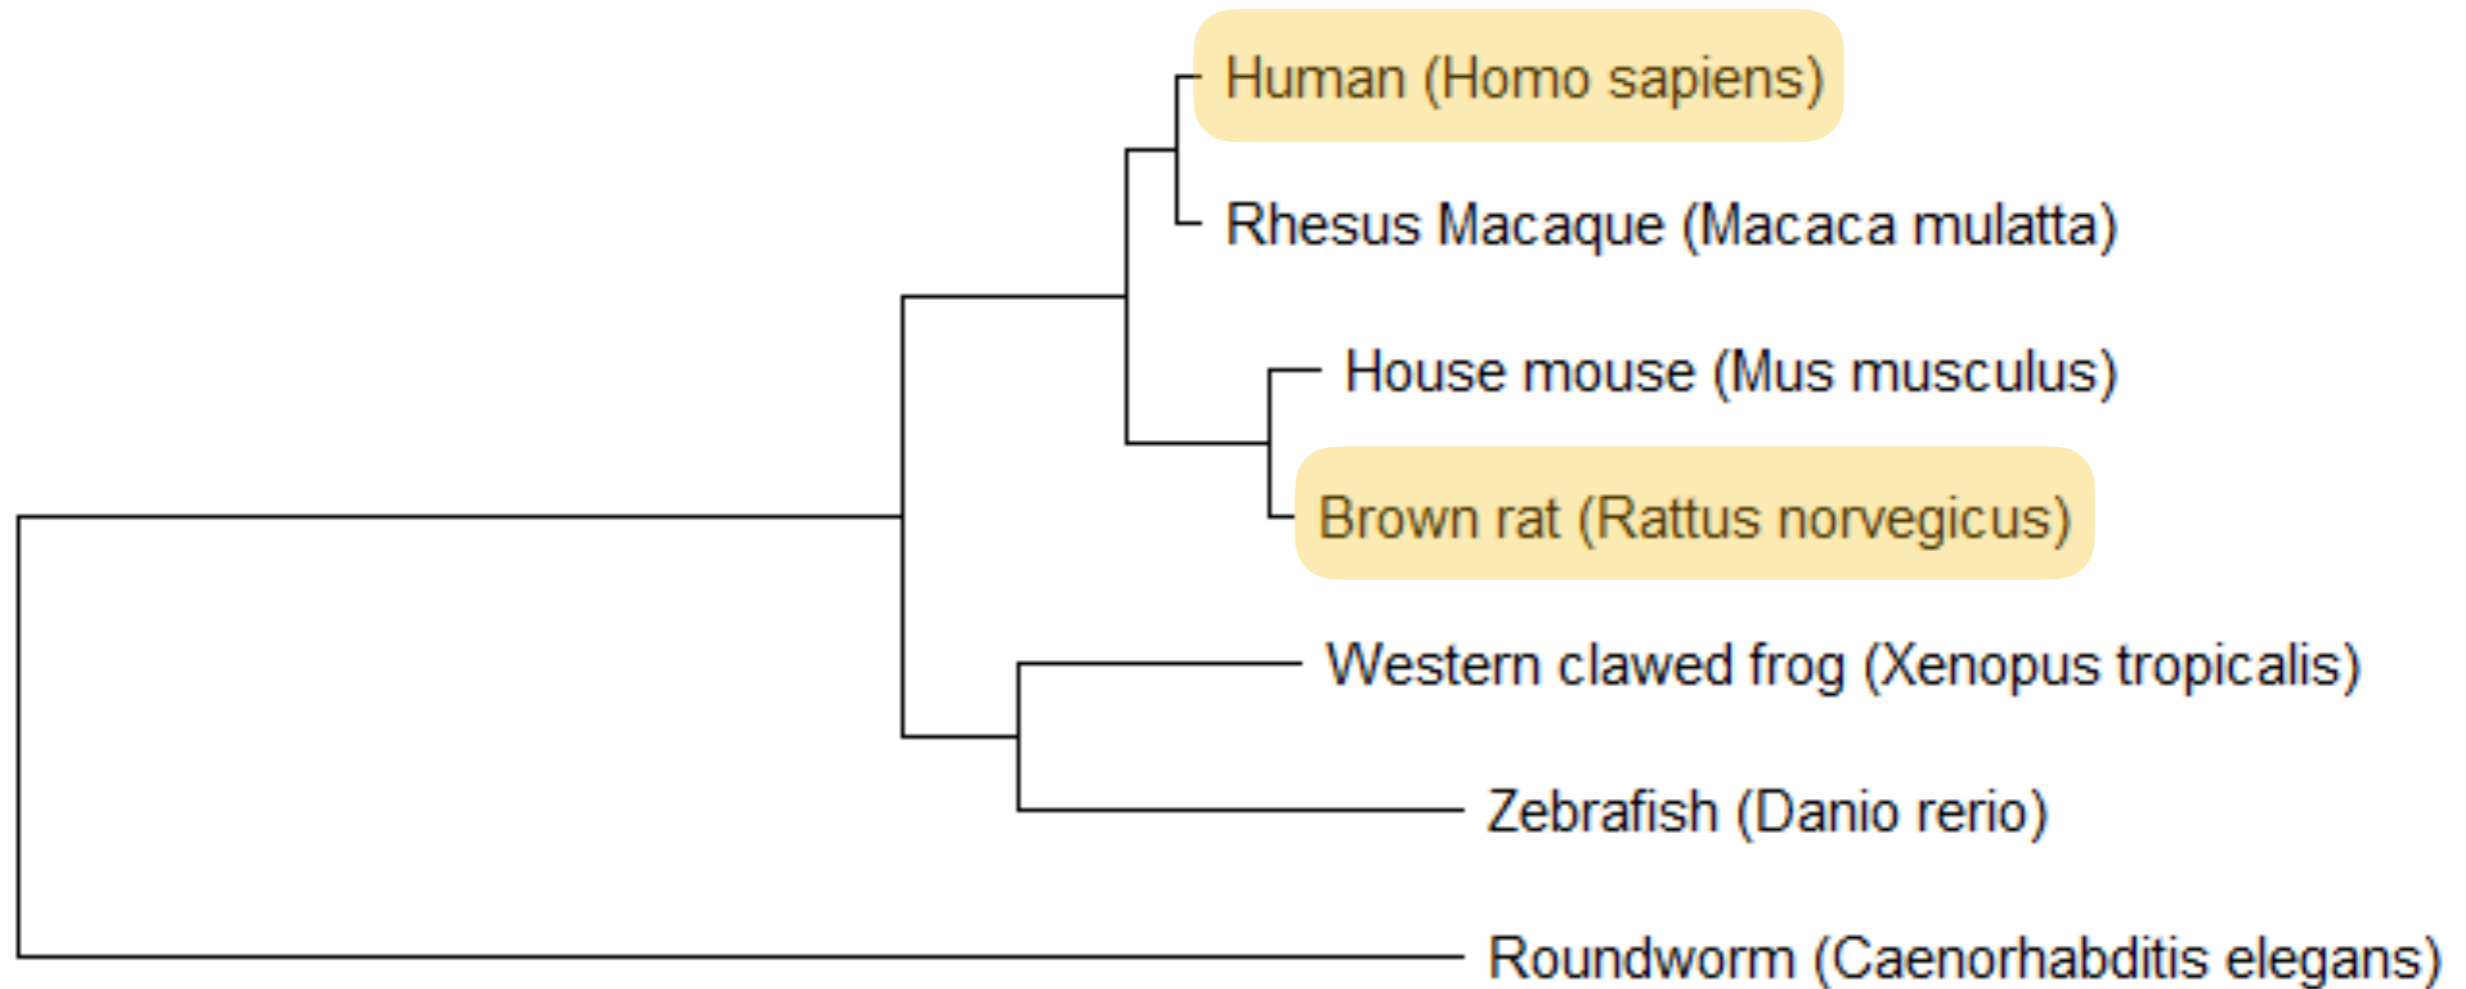 Human (Homo sapiens)
Rhesus Macaque (Macaca mulatta)
House mouse (Mus musculus)
Brown rat (Rattus norvegicus)
Western clawed frog (Xenopus tropicalis)
Zebrafish (Danio rerio)
Roundworm (Caenorhabditis elegans)